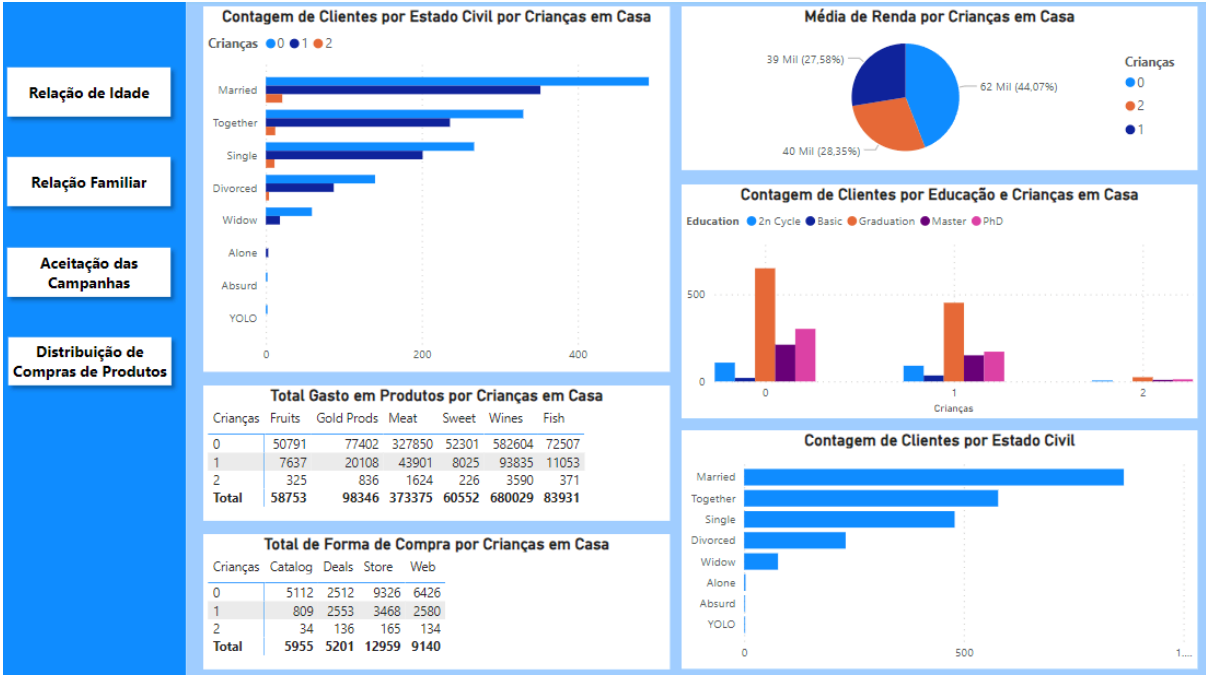 Relação de Idade
Relação Familiar
Aceitação das
Campanhas
Distribuição de
Compras de Produtos
Contagem de Clientes por Estado Civil por Crianças em Casa
Crianças 0 1 2
Married
Together
Single
Divorced
Widow
Alone
Absurd
YOLO
0 200 400
Total Gasto em Produtos por Crianças em Casa
Crianças Fruits Gold Prods Meat Sweet Wines Fish
0 50791 77402 327850 52301 582604 72507
1 7637 20108 43901 8025 93835 11053
2 325 836 1624 226 3590 371
Total 58753 98346 373375 60552 680029 83931
Total de Forma de Compra por Crianças em Casa
Crianças Catalog Deals Store Web
0 5112 2512 9326 6426
1 809 2553 3468 2580
2 34 136 165 134
Total 5955 5201 12959 9140
Média de Renda por Crianças em Casa
39 Mil (27,58%)
62 Mil (44,07%)
40 Mil (28,35%)
Crianças
0
2
1
Contagem de Clientes por Educação e Crianças em Casa
Education 2n Cycle Basic Graduation Master PhD
500
0
0 1 2
Crianças
Contagem de Clientes por Estado Civil
Married
Together
Single
Divorced
Widow
Alone
Absurd
YOLO
0 500 1....